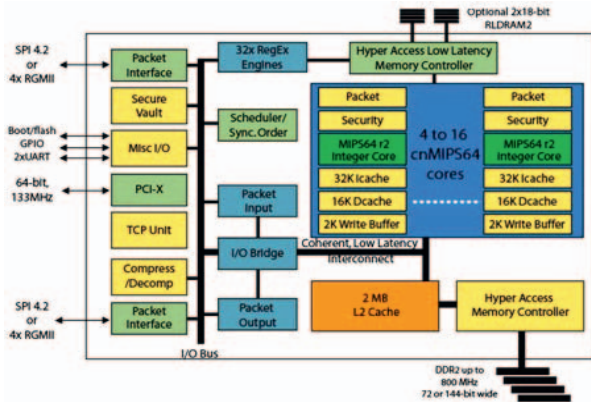 Optional 2x18-bit
RLDRAM2
SPI 4.2
or
4x RGMII
Packet
Interface
32x RegEx
Engines
Hyper Access Low Latency
Memory Controller
Secure
Vault
Scheduler/
Sync. Order
Boot/flash
GPIO
2xUART
Misc I/O
64-bit,
133MHz
PCI-X
TCP Unit
Compress
/Decomp
SPI 4.2
or
4x RGMII
Packet
Interface
Packet
Input
I/O Bridge
Packet
Output
I/O Bus
Packet
Security
MIPS64 r2
Integer Core
32K Icache
16K Dcache
2K Write Buffer
4 to 16
cnMIPS64
cores
Packet
Security
MIPS64 r2
Integer Core
32K Icache
16K Dcache
2K Write Buffer
Coherent, Low Latency
Interconnect
2 MB
L2 Cache
Hyper Access
Memory Controller
DDR2 up to
800 MHz
72 or 144-bit wide